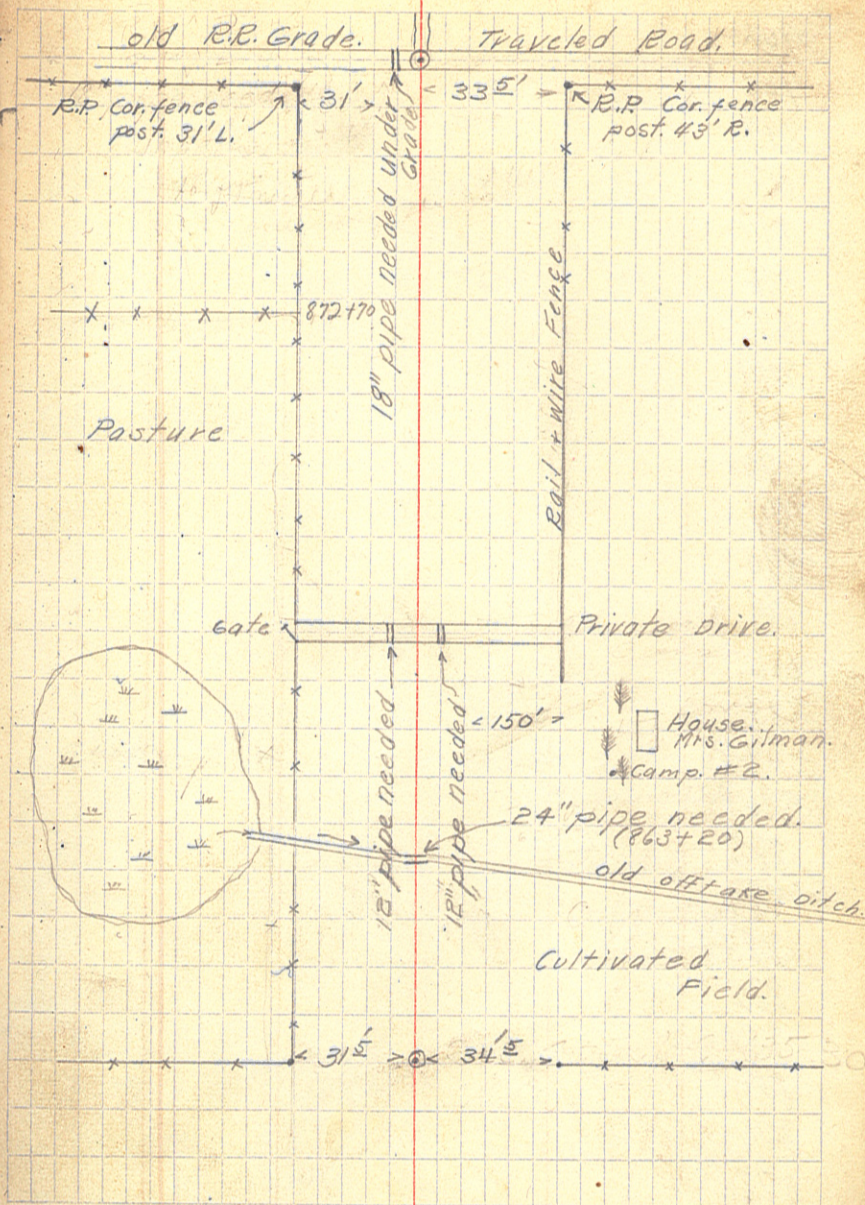 old R.R. Grade. Traveled Road.
31' 33 5'
R.P. Cor. fence
post. 31' L.
R.P. Cor. fence
post. 43' R.
18" pipe needed under
Grade
872+70
Rail + Wire Fence
Pasture
Gate
Private Drive.
12" pipe needed
12" pipe needed
150'
House.
Mrs. Gilman.
Camp. #2.
24" pipe needed.
(863+20)
old offtake Ditch.
Cultivated
Field.
31 5' 34' 5